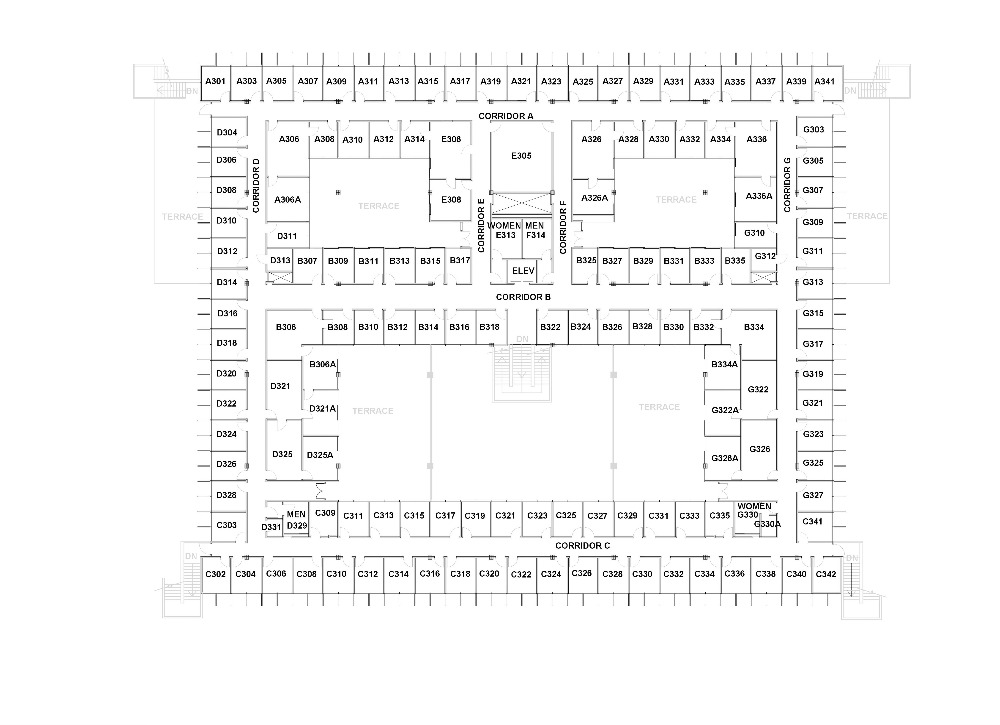 A301 A303 A305 A307 A309 A311 A313 A315 A317 A319 A321 A323 A325 A327 A329 A331 A333 A335 A337 A339 A341
DN
DN
CORRIDOR A
D304 A306 A308 A310 A312 A314 E306 E305 A326 A328 A330 A332 A334 A336 G303
D306
G305
CORRIDOR D
CORRIDOR G
D308 A306A E308 A326A A336A G307
TERRACE
TERRACE
TERRACE
TERRACE
D310
G309
CORRIDOR E
CORRIDOR F
WOMEN
E313
MEN
F314
D311
G310
D312
G311
D313 B307 B309 B311 B313 B315 B317 B325 B327 B329 B331 B333 B335 G312
ELEV
D314
G313
CORRIDOR B
D316
G315
B306 B308 B310 B312 B314 B316 B318 B322 B324 B326 B328 B330 B332 B334
DN
D318
G317
B306A
B334A
D320
G319
D321
G322
D322
G321
D321A
TERRACE
TERRACE
G322A
D324
G323
D325
G326
D325A
G326A
D326
G325
D328
G327
C303
C341
D331
MEN
D329
C309 C311 C313 C315 C317 C319 C321 C323 C325 C327 C329 C331 C333 C335
WOMEN
G330
G330A
CORRIDOR C
DN
DN
C302 C304 C306 C308 C310 C312 C314 C316 C318 C320 C322 C324 C326 C328 C330 C332 C334 C336 C338 C340 C342